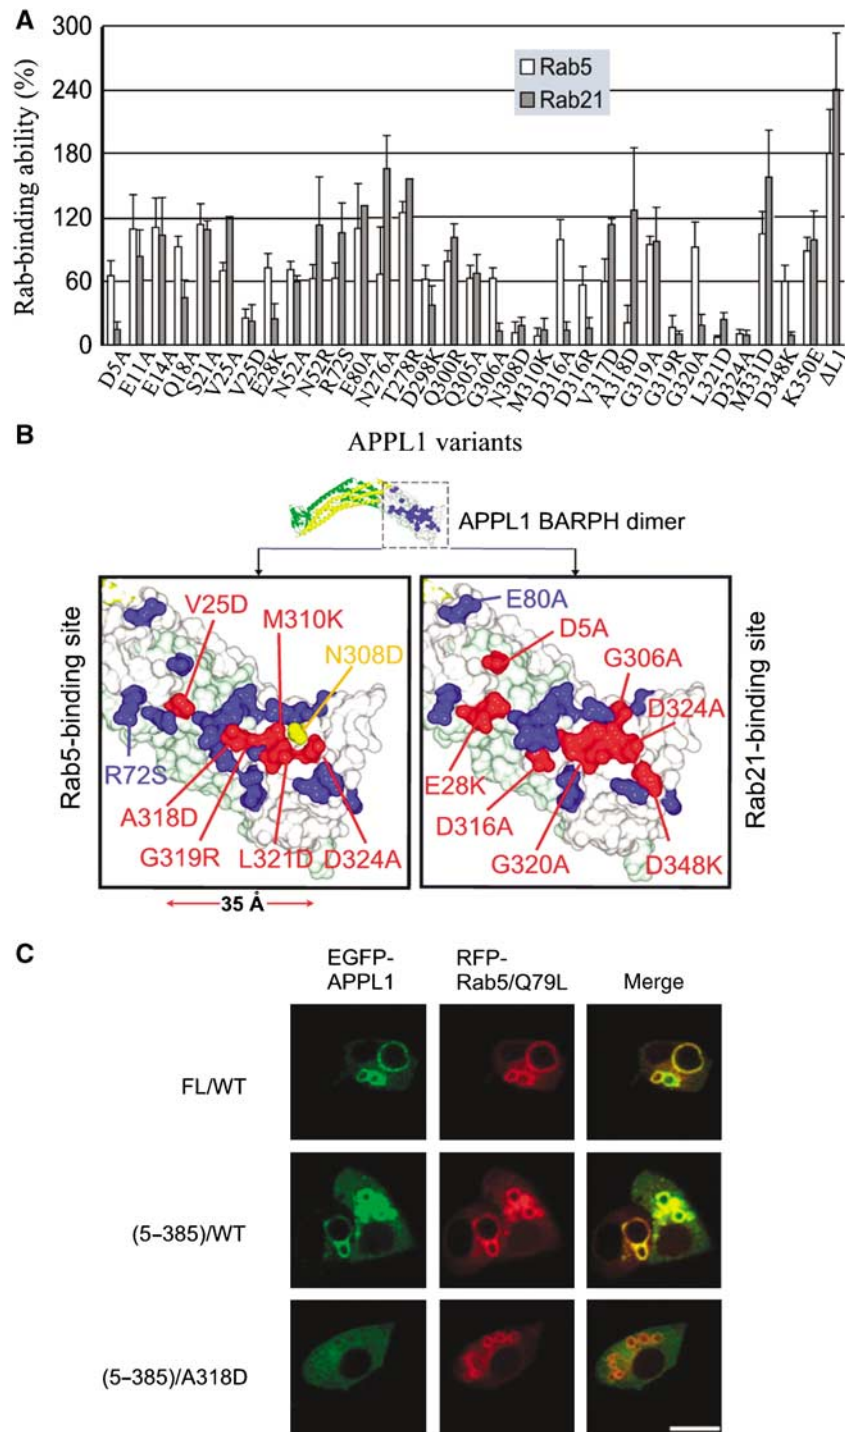 A
300
240
180
120
60
0
Rab-binding ability (%)
Rab5
Rab21
D5A
E11A
E14A
Q18A
S21A
V25A
V25D
E28K
N52A
N52R
R72S
E80A
N276A
T278R
D298K
Q300R
Q305A
G306A
N308D
M310K
D316A
D316R
V317D
A318D
G319A
G319R
G320A
L321D
D324A
M331D
D348K
K350E
ΔL1
APPL1 variants
B
APPL1 BARPH dimer
Rab5-binding site
V25D
M310K
N308D
R72S
A318D
G319R
L321D
D324A
35 Å
E80A
D5A
G306A
D324A
E28K
D316A
G320A
D348K
Rab21-binding site
C
EGFP-
APPL1
RFP-
Rab5/Q79L
Merge
FL/WT
(5–385)/WT
(5–385)/A318D